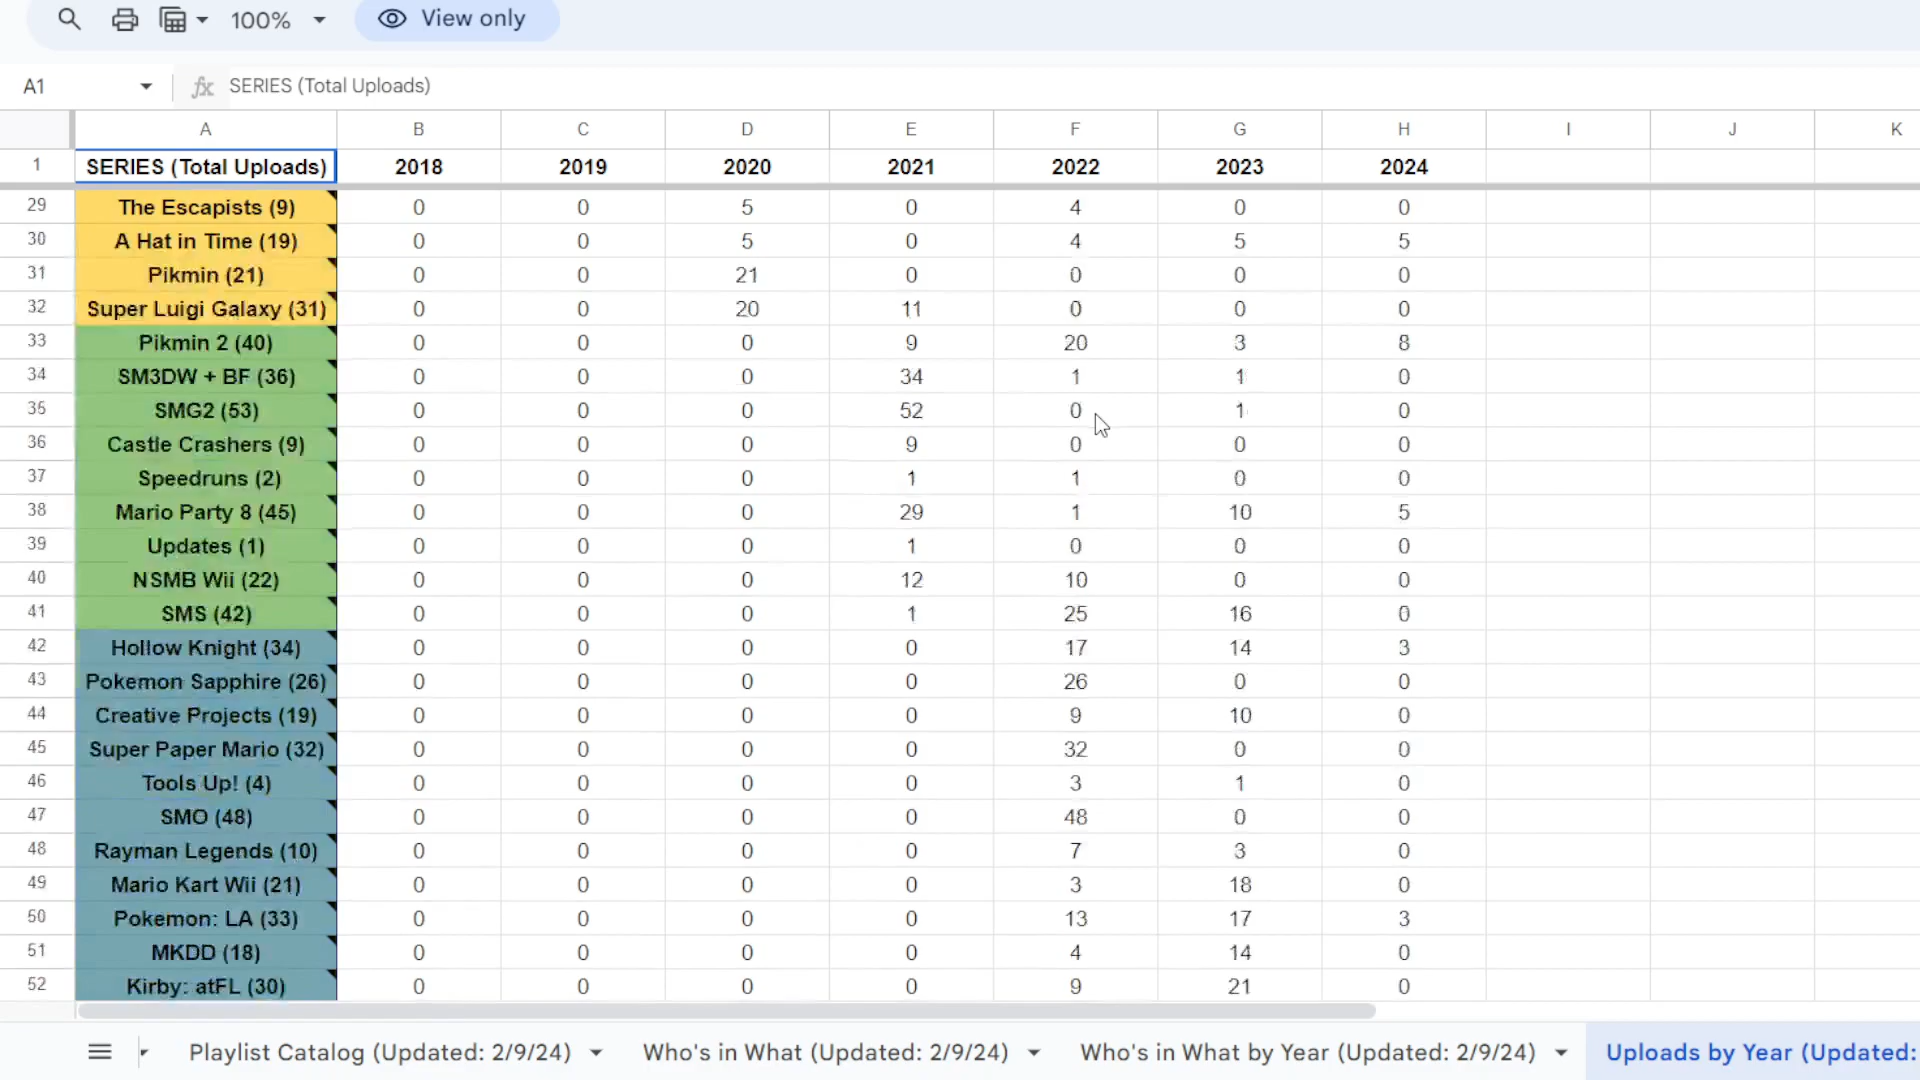 100% View only
A1 fx SERIES (Total Uploads)
A B C D E F G H I J K
1 SERIES (Total Uploads) 2018 2019 2020 2021 2022 2023 2024
29 The Escapists (9) 0 0 5 0 4 0 0
30 A Hat in Time (19) 0 0 5 0 4 5 5
31 Pikmin (21) 0 0 21 0 0 0 0
32 Super Luigi Galaxy (31) 0 0 20 11 0 0 0
33 Pikmin 2 (40) 0 0 0 9 20 3 8
34 SM3DW + BF (36) 0 0 0 34 1 1 0
35 SMG2 (53) 0 0 0 52 0 1 0
36 Castle Crashers (9) 0 0 0 9 0 0 0
37 Speedruns (2) 0 0 0 1 1 0 0
38 Mario Party 8 (45) 0 0 0 29 1 10 5
39 Updates (1) 0 0 0 1 0 0 0
40 NSMB Wii (22) 0 0 0 12 10 0 0
41 SMS (42) 0 0 0 1 25 16 0
42 Hollow Knight (34) 0 0 0 0 17 14 3
43 Pokemon Sapphire (26) 0 0 0 0 26 0 0
44 Creative Projects (19) 0 0 0 0 9 10 0
45 Super Paper Mario (32) 0 0 0 0 32 0 0
46 Tools Up! (4) 0 0 0 0 3 1 0
47 SMO (48) 0 0 0 0 48 0 0
48 Rayman Legends (10) 0 0 0 0 7 3 0
49 Mario Kart Wii (21) 0 0 0 0 3 18 0
50 Pokemon: LA (33) 0 0 0 0 13 17 3
51 MKDD (18) 0 0 0 0 4 14 0
52 Kirby: atFL (30) 0 0 0 0 9 21 0
Playlist Catalog (Updated: 2/9/24) Who's in What (Updated: 2/9/24) Who's in What by Year (Updated: 2/9/24) Uploads by Year (Updated: